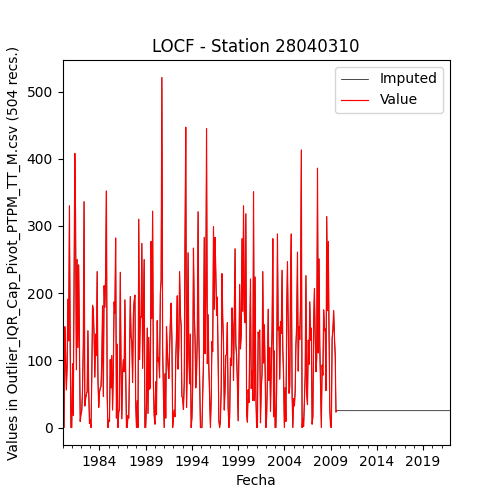 LOCF - Station 28040310
Imputed
Value
Values in Outlier_IQR_Cap_Pivot_PTPM_TT_M.csv (504 recs.)
500
400
300
200
100
0
1984 1989 1994 1999 2004 2009 2014 2019
Fecha